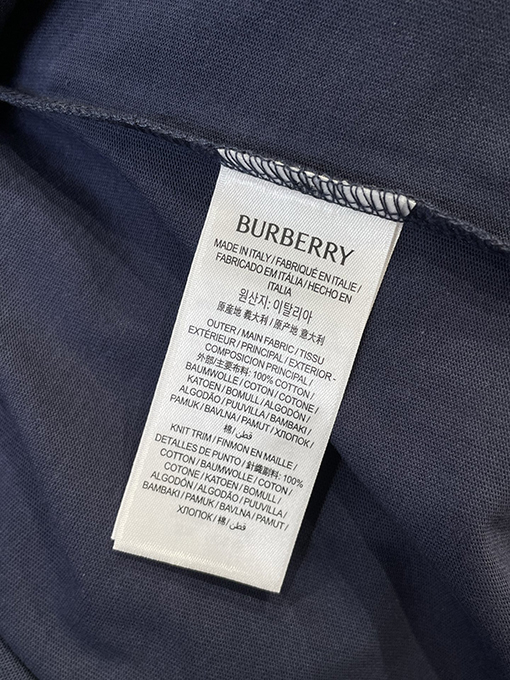 BURBERRY
MADE IN ITALY / FABRIQUÉ EN ITALIE /
FABRICADO EM ITÁLIA / HECHO EN
ITALIA
원산지: 이탈리아
原産地 義大利 / 原产地 意大利
OUTER / MAIN FABRIC / TISSU
EXTÉRIEUR / PRINCIPAL / EXTERIOR -
COMPOSICIÓN PRINCIPAL /
外部/主要布料: 100% COTTON /
BAUMWOLLE / COTON / COTONE /
KATOEN / BOMULL / ALGODÓN /
ALGODÃO / PUUVILLA / BAMBAKI /
PAMUK / BAVLNA / PAMUT / ХЛОПОК /
棉 / قطن /
KNIT TRIM / FINMON EN MAILLE /
DETALLES DE PUNTO / 針織副料: 100%
COTTON / BAUMWOLLE / COTON /
COTONE / KATOEN / BOMULL /
ALGODÓN / ALGODÃO / PUUVILLA /
BAMBAKI / PAMUK / BAVLNA / PAMUT /
ХЛОПОК / 棉 / قطن /